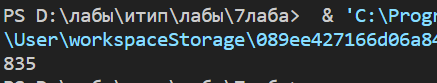 PS D:\лабы\итип\лабы\7лаба>  & 'C:\Progr
\User\workspaceStorage\089ee427166d06a84
835